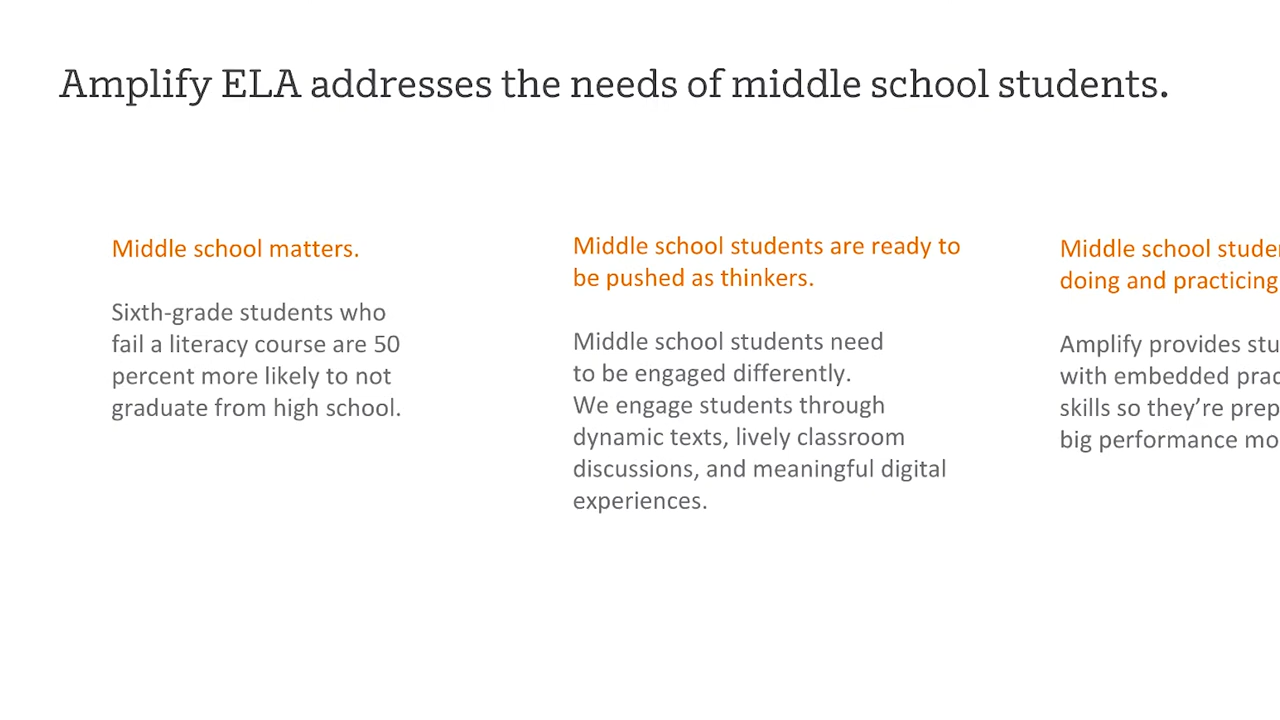 Amplify ELA addresses the needs of middle school students.
Middle school matters.
Sixth-grade students who
fail a literacy course are 50
percent more likely to not
graduate from high school.
Middle school students are ready to
be pushed as thinkers.
Middle school students need
to be engaged differently.
We engage students through
dynamic texts, lively classroom
discussions, and meaningful digital
experiences.
Middle school
doing and practicing
Amplify provides
with embedded
skills so they’re
big performance